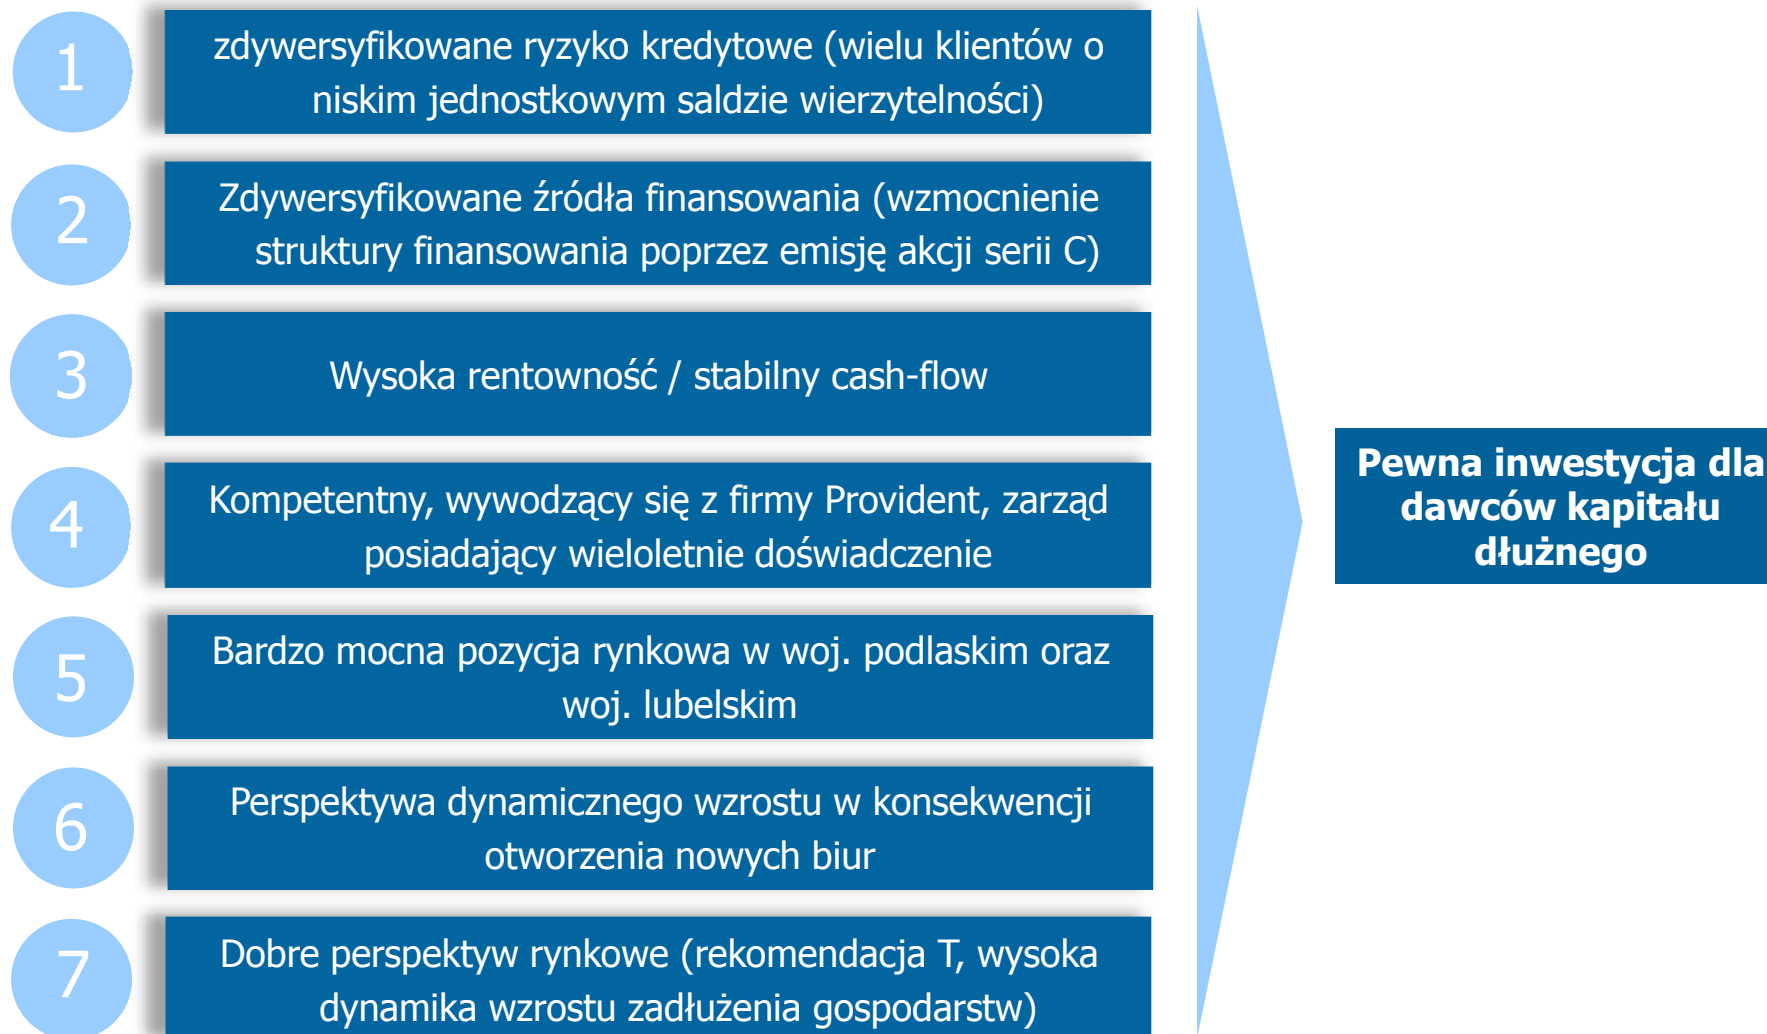 1
zdywersyfikowane ryzyko kredytowe (wielu klientów o
niskim jednostkowym saldzie wierzytelności)
2
Zdywersyfikowane źródła finansowania (wzmocnienie
struktury finansowania poprzez emisję akcji serii C)
3
Wysoka rentowność / stabilny cash-flow
4
Kompetentny, wywodzący się z firmy Provident, zarząd
posiadający wieloletnie doświadczenie
5
Bardzo mocna pozycja rynkowa w woj. podlaskim oraz
woj. lubelskim
6
Perspektywa dynamicznego wzrostu w konsekwencji
otworzenia nowych biur
7
Dobre perspektyw rynkowe (rekomendacja T, wysoka
dynamika wzrostu zadłużenia gospodarstw)
Pewna inwestycja dla
dawców kapitału
dłużnego